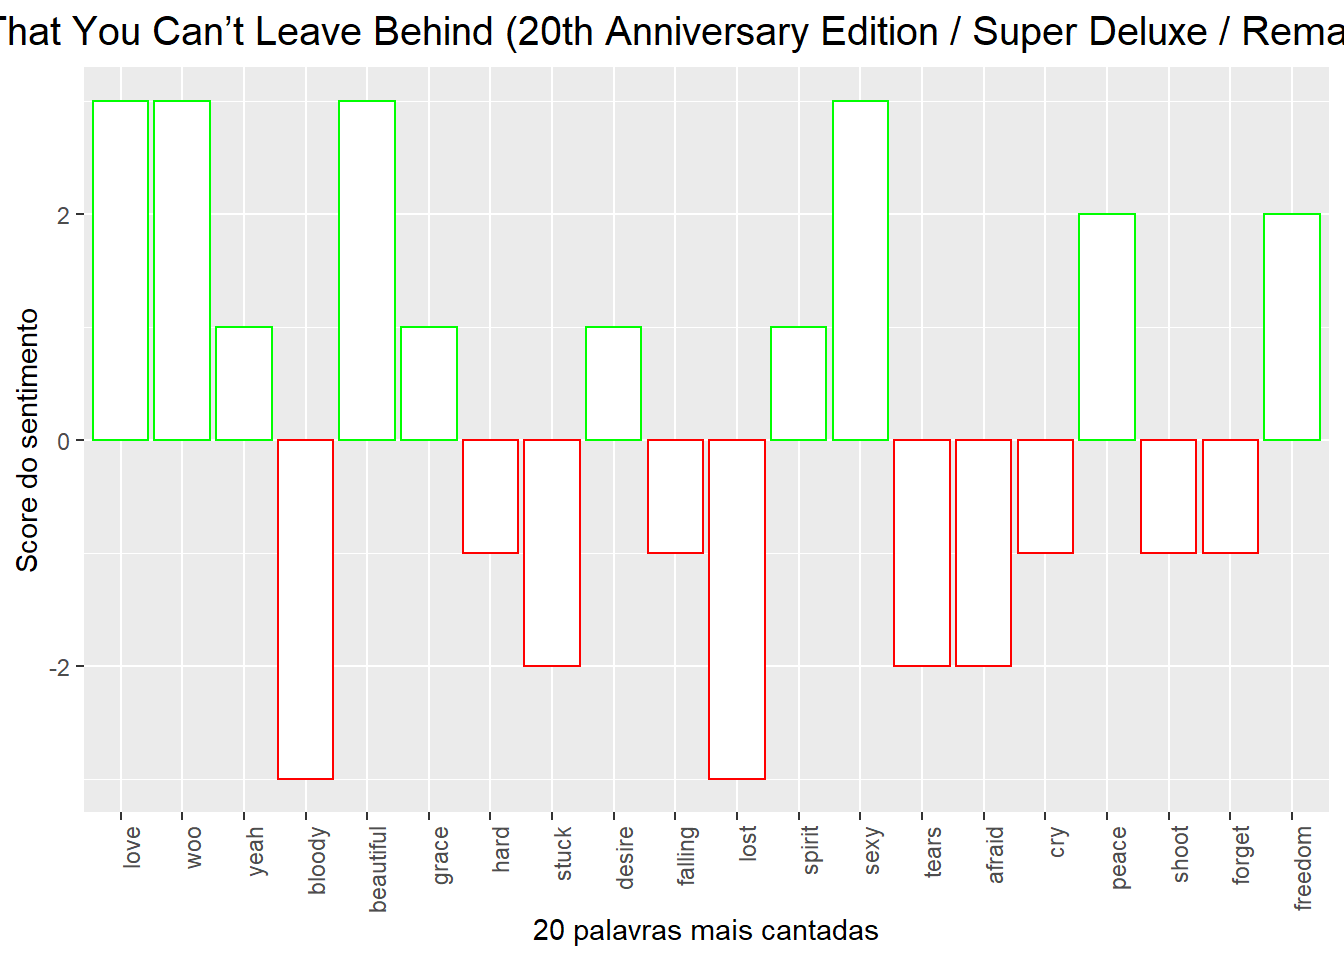 That You Can’t Leave Behind (20th Anniversary Edition / Super Deluxe / Rema
Score do sentimento
2
0
-2
love
woo
yeah
bloody
beautiful
grace
hard
stuck
desire
falling
lost
spirit
sexy
tears
afraid
cry
peace
shoot
forget
freedom
20 palavras mais cantadas